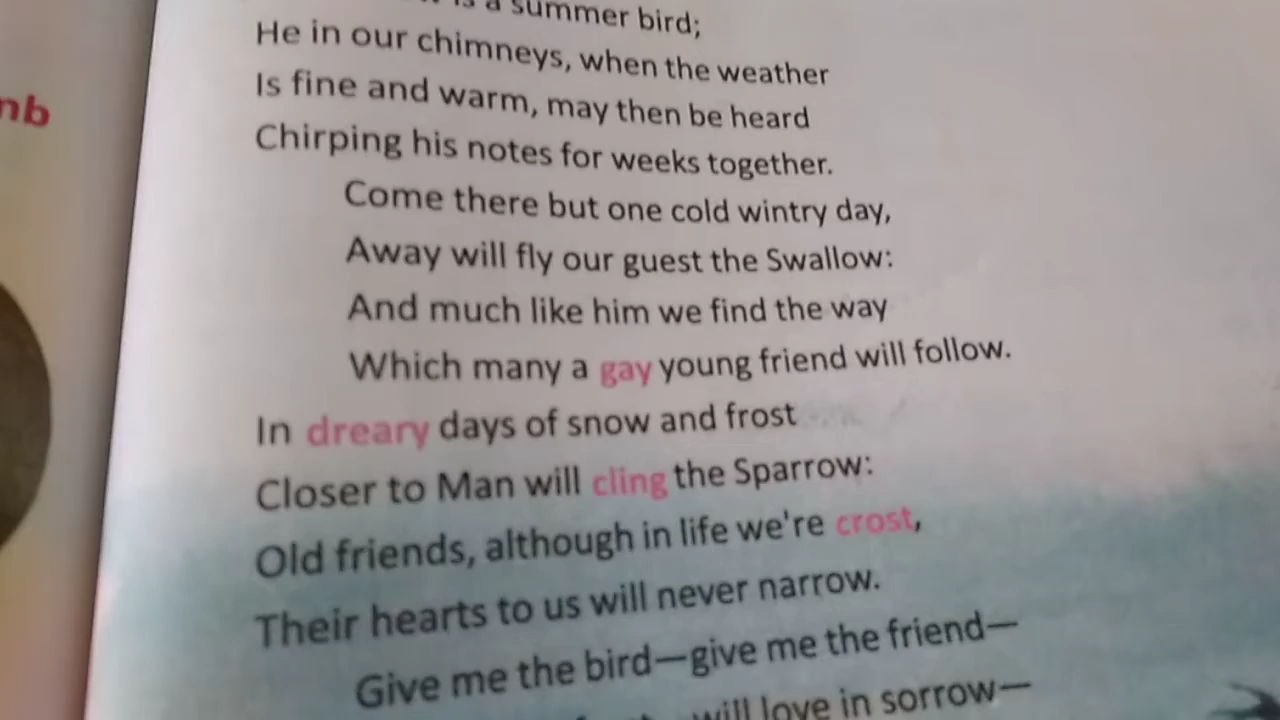 is a summer bird;
He in our chimneys, when the weather
Is fine and warm, may then be heard
Chirping his notes for weeks together.
Come there but one cold wintry day,
Away will fly our guest the Swallow:
And much like him we find the way
Which many a gay young friend will follow.
In dreary days of snow and frost
Closer to Man will cling the Sparrow:
Old friends, although in life we're crost,
Their hearts to us will never narrow.
Give me the bird—give me the friend—
will love in sorrow—
nb